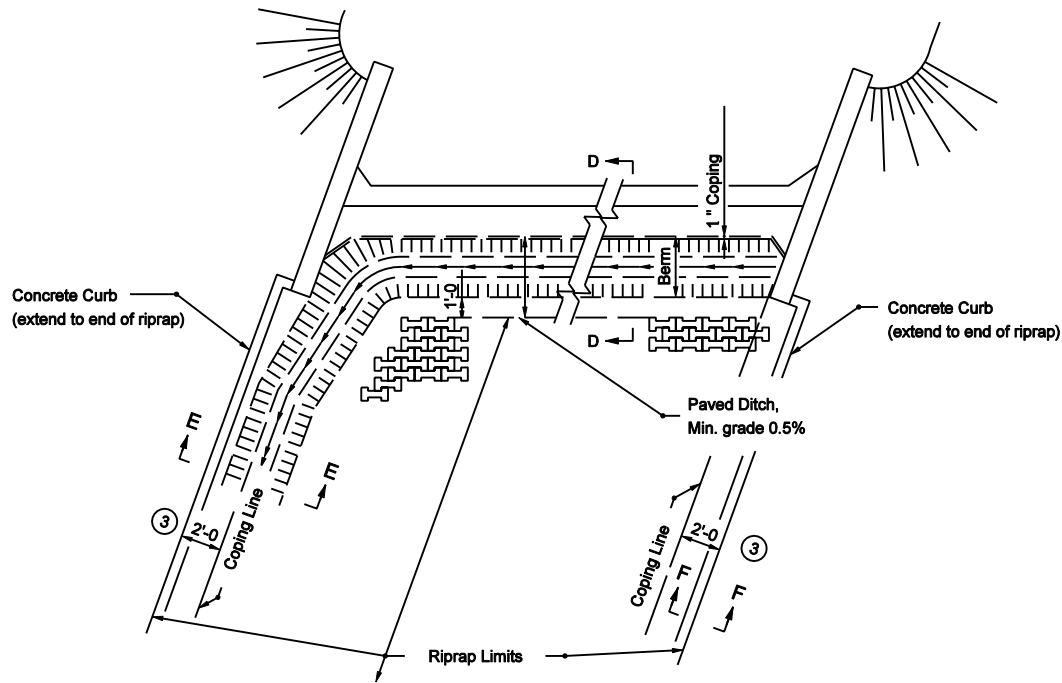 D
1 " Coping
Berm
1'-0
Concrete Curb
(extend to end of riprap)
Concrete Curb
(extend to end of riprap)
D
Paved Ditch,
Min. grade 0.5%
E
E
3
2'-0
Coping Line
Coping Line
2'-0
3
F
F
Riprap Limits